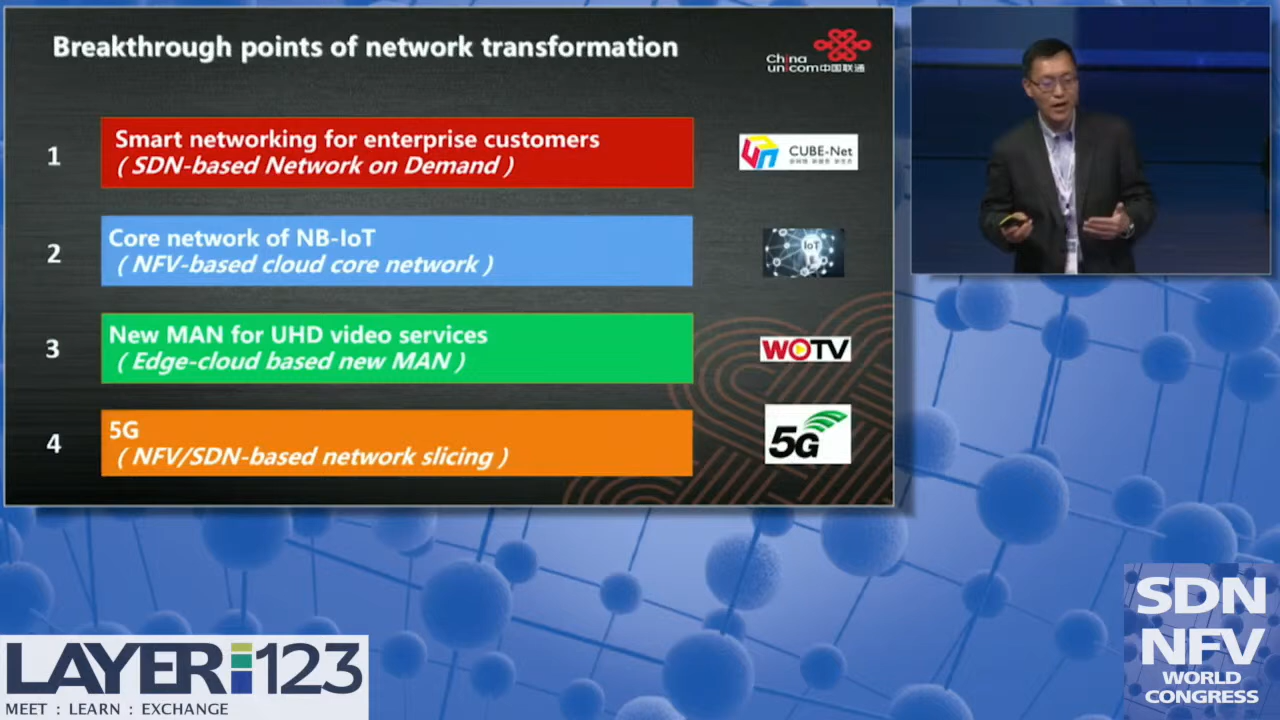 Breakthrough points of network transformation
China
unicom中国联通
1
Smart networking for enterprise customers
( SDN-based Network on Demand )
CUBE-Net
2
Core network of NB-IoT
( NFV-based cloud core network )
IoT
3
New MAN for UHD video services
( Edge-cloud based new MAN )
WOTV
4
5G
( NFV/SDN-based network slicing )
5G
LAYER123
MEET : LEARN : EXCHANGE
SDN
NFV
WORLD
CONGRESS